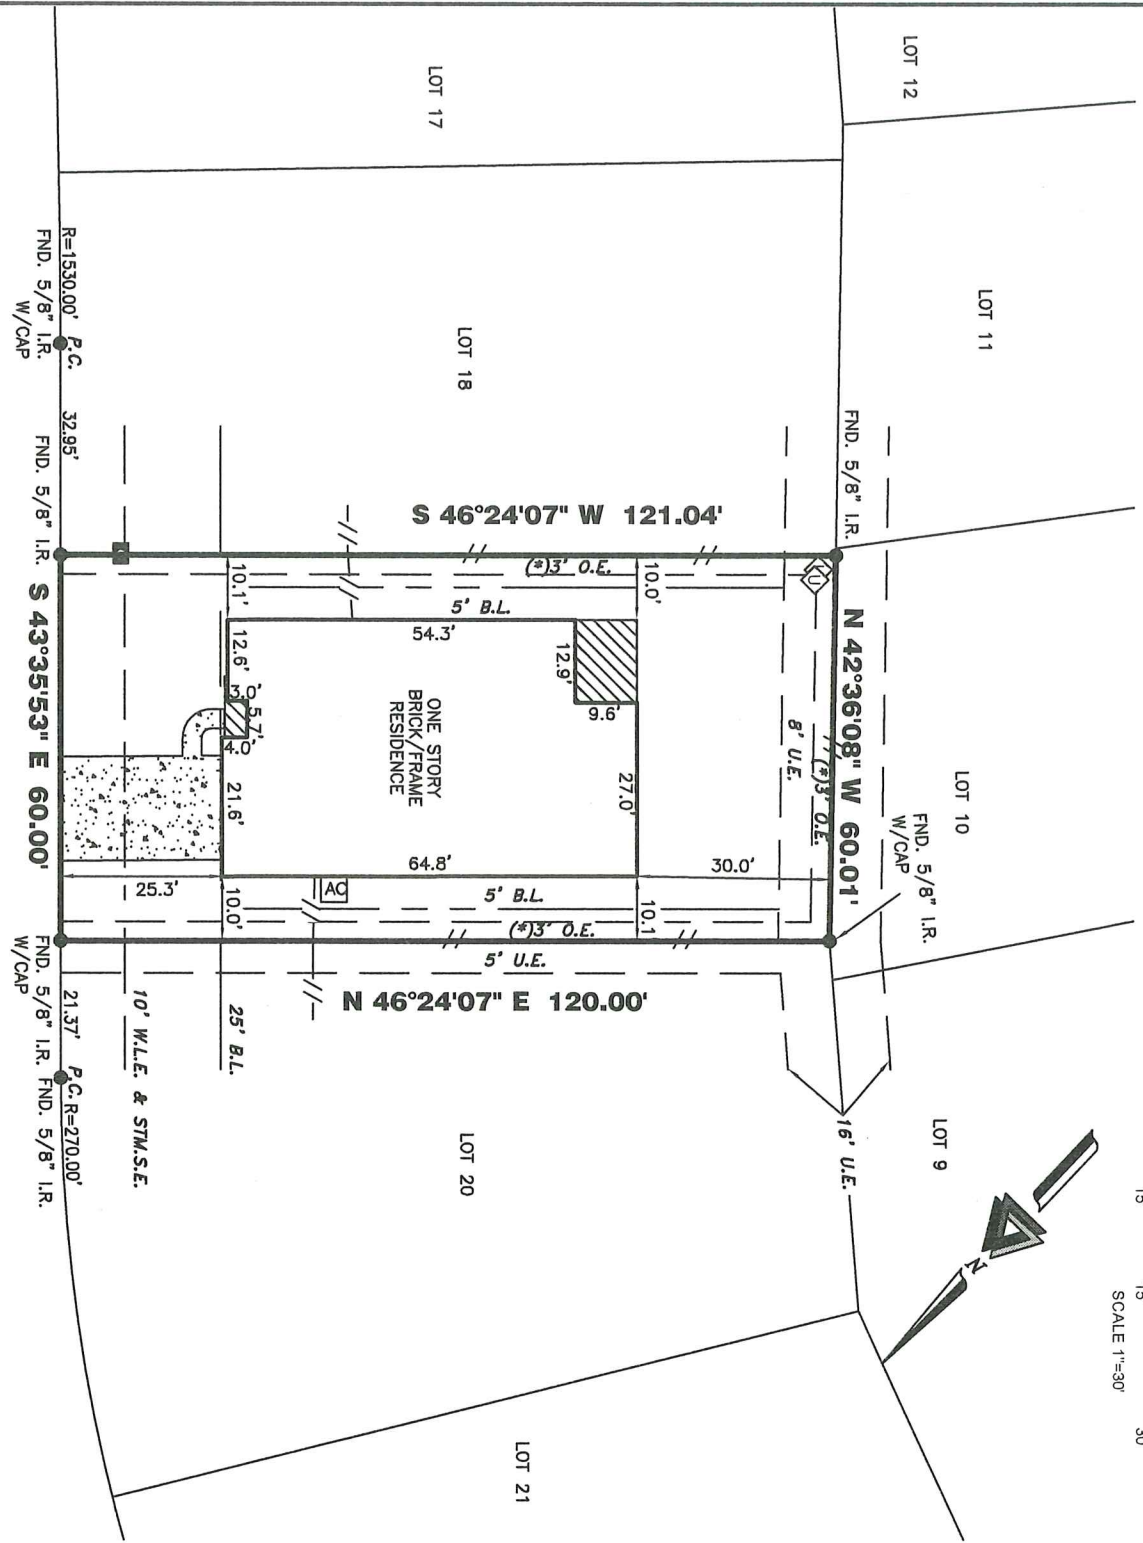 LOT 12
LOT 17
LOT 11
LOT 18
R=1530.00' P.C.
FND. 5/8" I.R.
W/CAP
32.95'
FND. 5/8" I.R.
FND. 5/8" I.R.
S 46°24'07" W 121.04'
(*)3' O.E.
U
10.1'
10.0'
5' B.L.
54.3'
12.6'
12.9'
3.0'
5.7'
4.0'
9.6'
ONE STORY
BRICK/FRAME
RESIDENCE
21.6'
27.0'
64.8'
N 42°36'08" W 60.01'
(*)3' O.E.
8' U.E.
LOT 10
FND. 5/8" I.R.
W/CAP
S 43°35'53" E 60.00'
25.3'
30.0'
AC
10.0'
10.1
5' B.L.
(*)3' O.E.
5' U.E.
N 46°24'07" E 120.00'
FND. 5/8" I.R.
W/CAP
21.37'
P.C. R=270.00'
FND. 5/8" I.R.
10' W.L.E. & STM.S.E.
25' B.L.
16' U.E.
LOT 20
LOT 9
LOT 21
N
15
15
30
SCALE 1"=30'